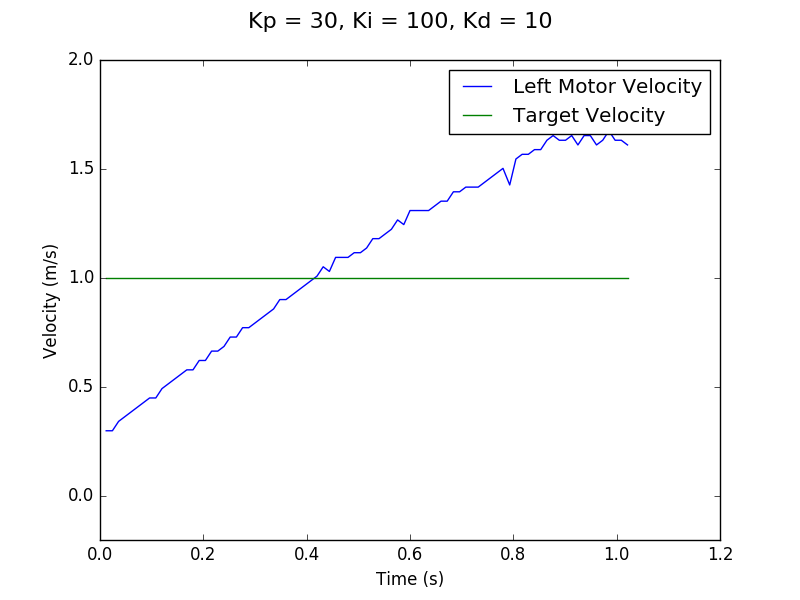 Kp = 30, Ki = 100, Kd = 10
2.0
Left Motor Velocity
Target Velocity
1.5
1.0
Velocity (m/s)
0.5
0.0
0.0 0.2 0.4 0.6 0.8 1.0 1.2
Time (s)